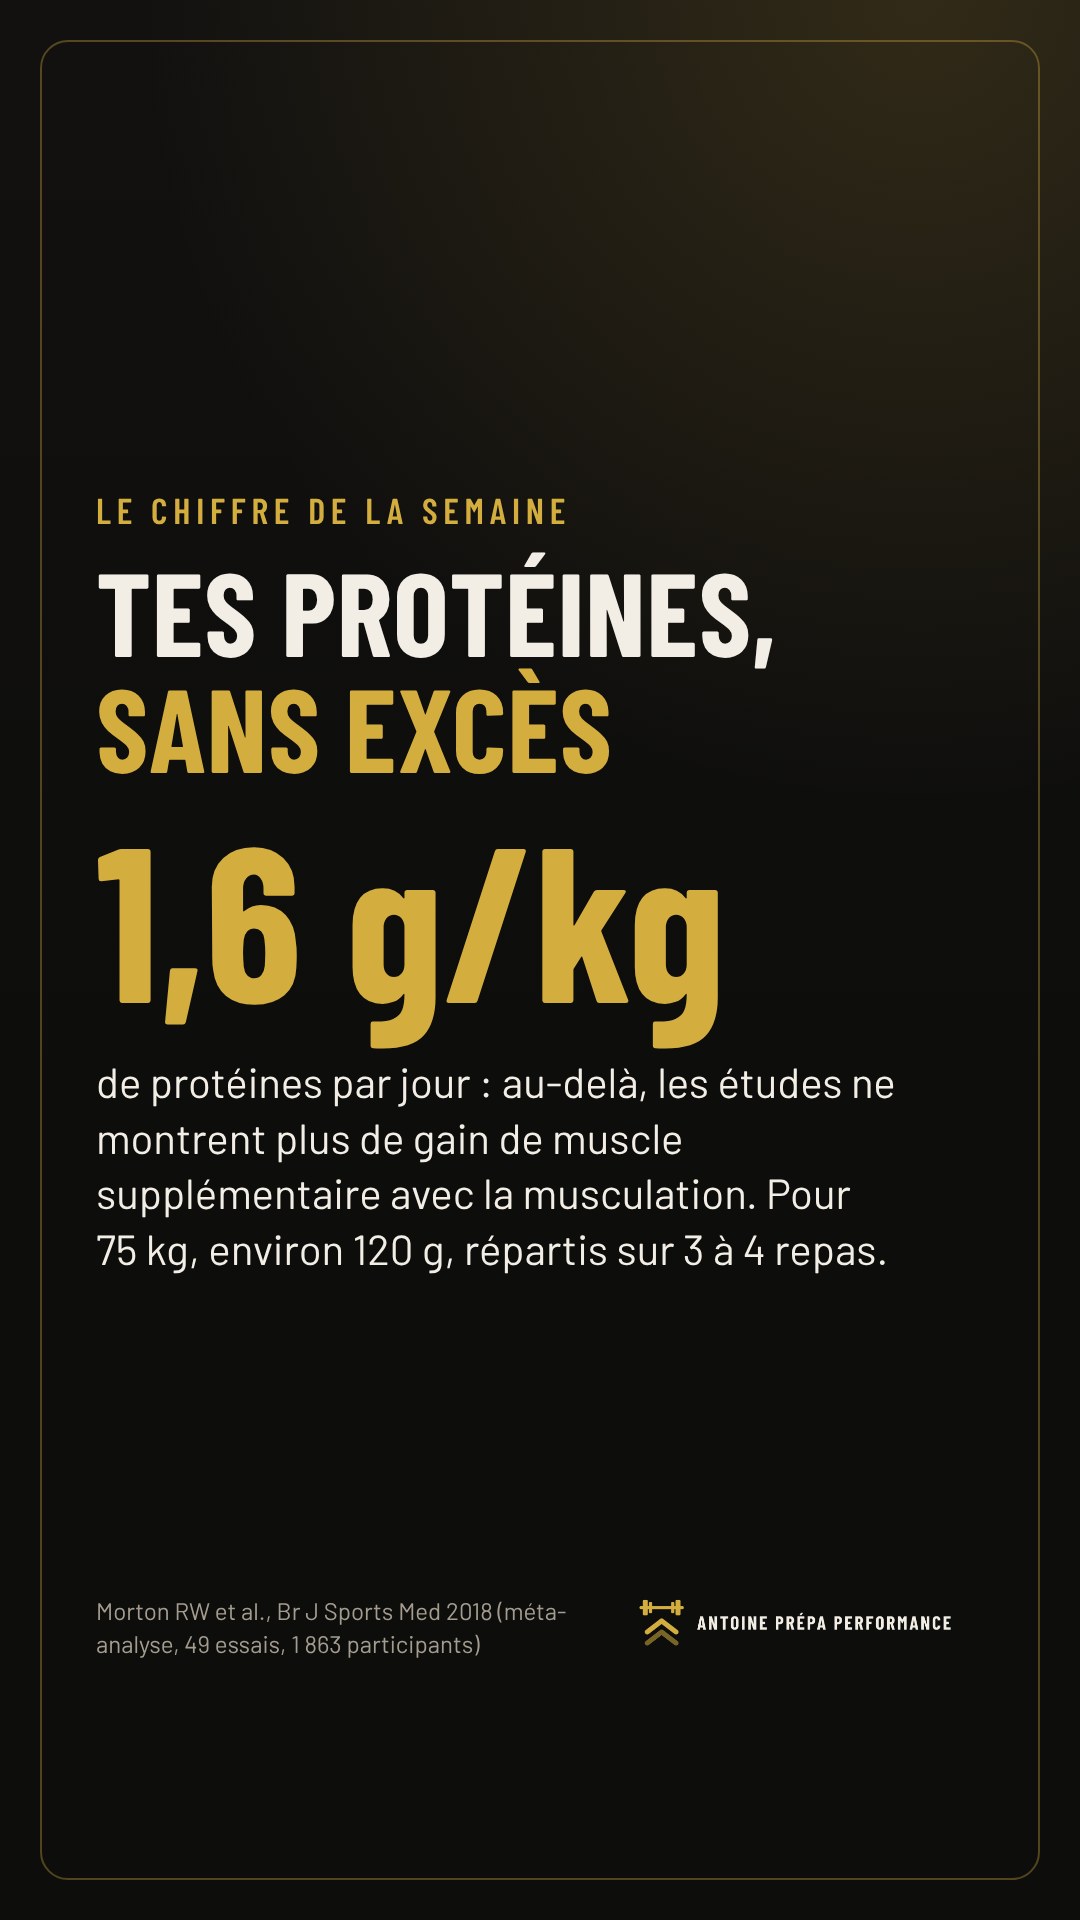 LE CHIFFRE DE LA SEMAINE
TES PROTÉINES,
SANS EXCÈS
1,6 g/kg
de protéines par jour : au-delà, les études ne
montrent plus de gain de muscle
supplémentaire avec la musculation. Pour
75 kg, environ 120 g, répartis sur 3 à 4 repas.
Morton RW et al., Br J Sports Med 2018 (méta-
analyse, 49 essais, 1 863 participants)
ANTOINE PRÉPA PERFORMANCE